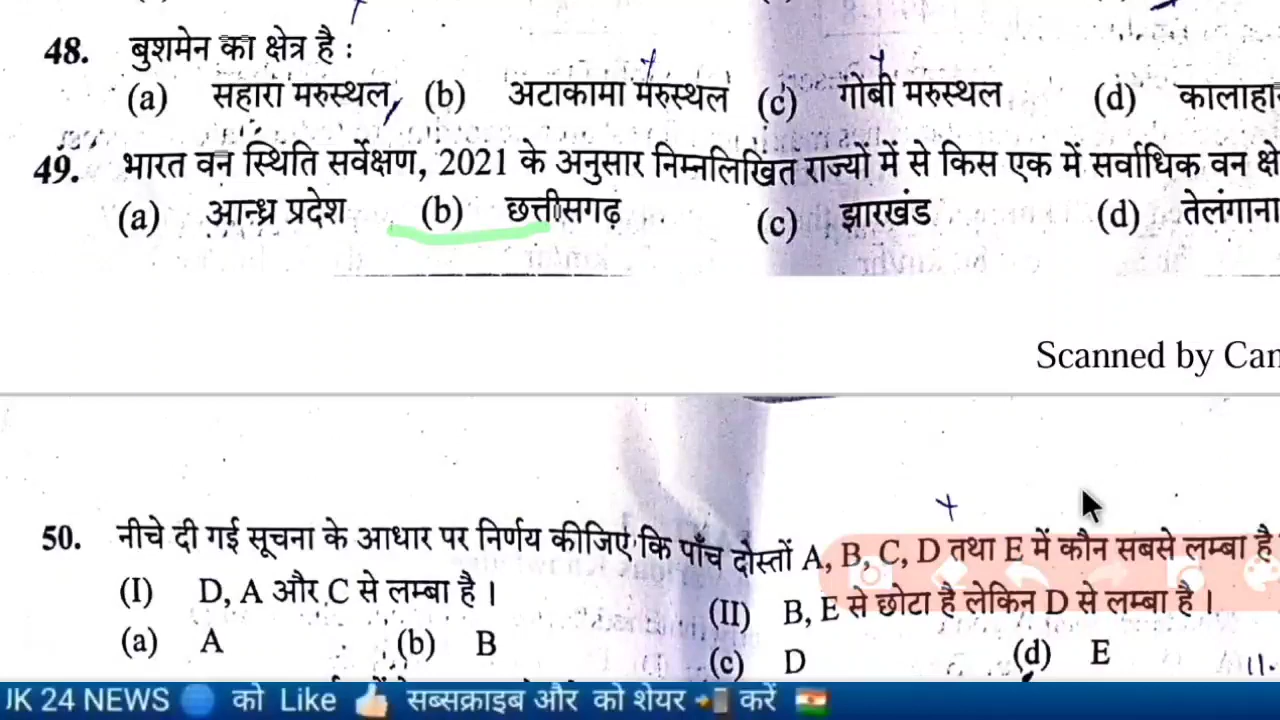 48. बुशमेन का क्षेत्र है :
(a) सहारा मरुस्थल (b) अटाकामा मरुस्थल (c) गोबी मरुस्थल (d) कालाहा
49. भारत वन स्थिति सर्वेक्षण, 2021 के अनुसार निम्नलिखित राज्यों में से किस एक में सर्वाधिक वन क्षे
(a) आन्ध्र प्रदेश (b) छत्तीसगढ़ (c) झारखंड (d) तेलंगाना
Scanned by Can
50. नीचे दी गई सूचना के आधार पर निर्णय कीजिए कि पाँच दोस्तों A, B, C, D तथा E में कौन सबसे लम्बा है
(I) D, A और C से लम्बा है । (II) B, E से छोटा है लेकिन D से लम्बा है ।
(a) A (b) B (c) D (d) E
JK 24 NEWS को Like सब्सक्राइब और को शेयर करें